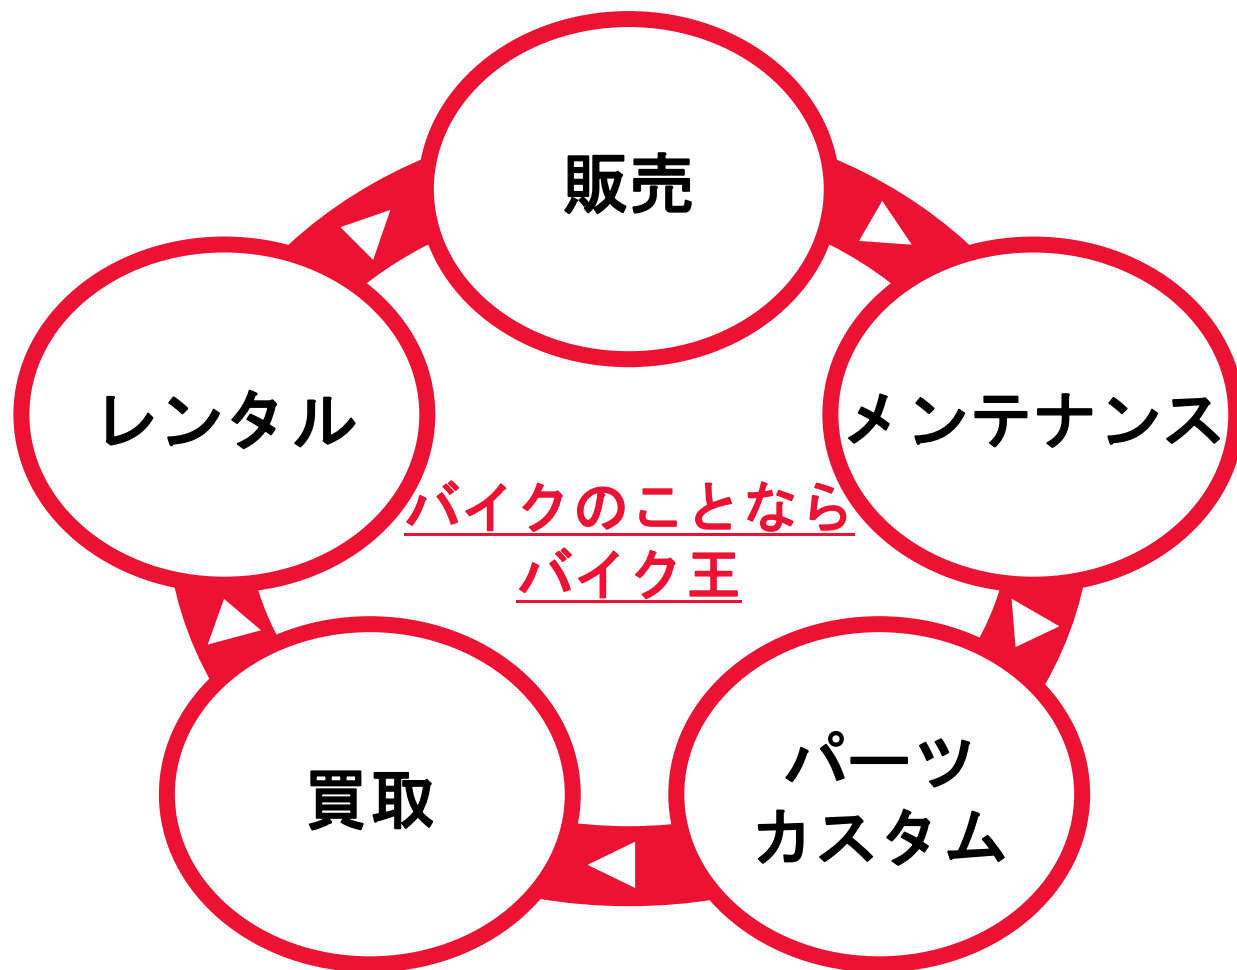 販売
レンタル
メンテナンス
バイクのことなら
バイク王
買取
パーツ
カスタム